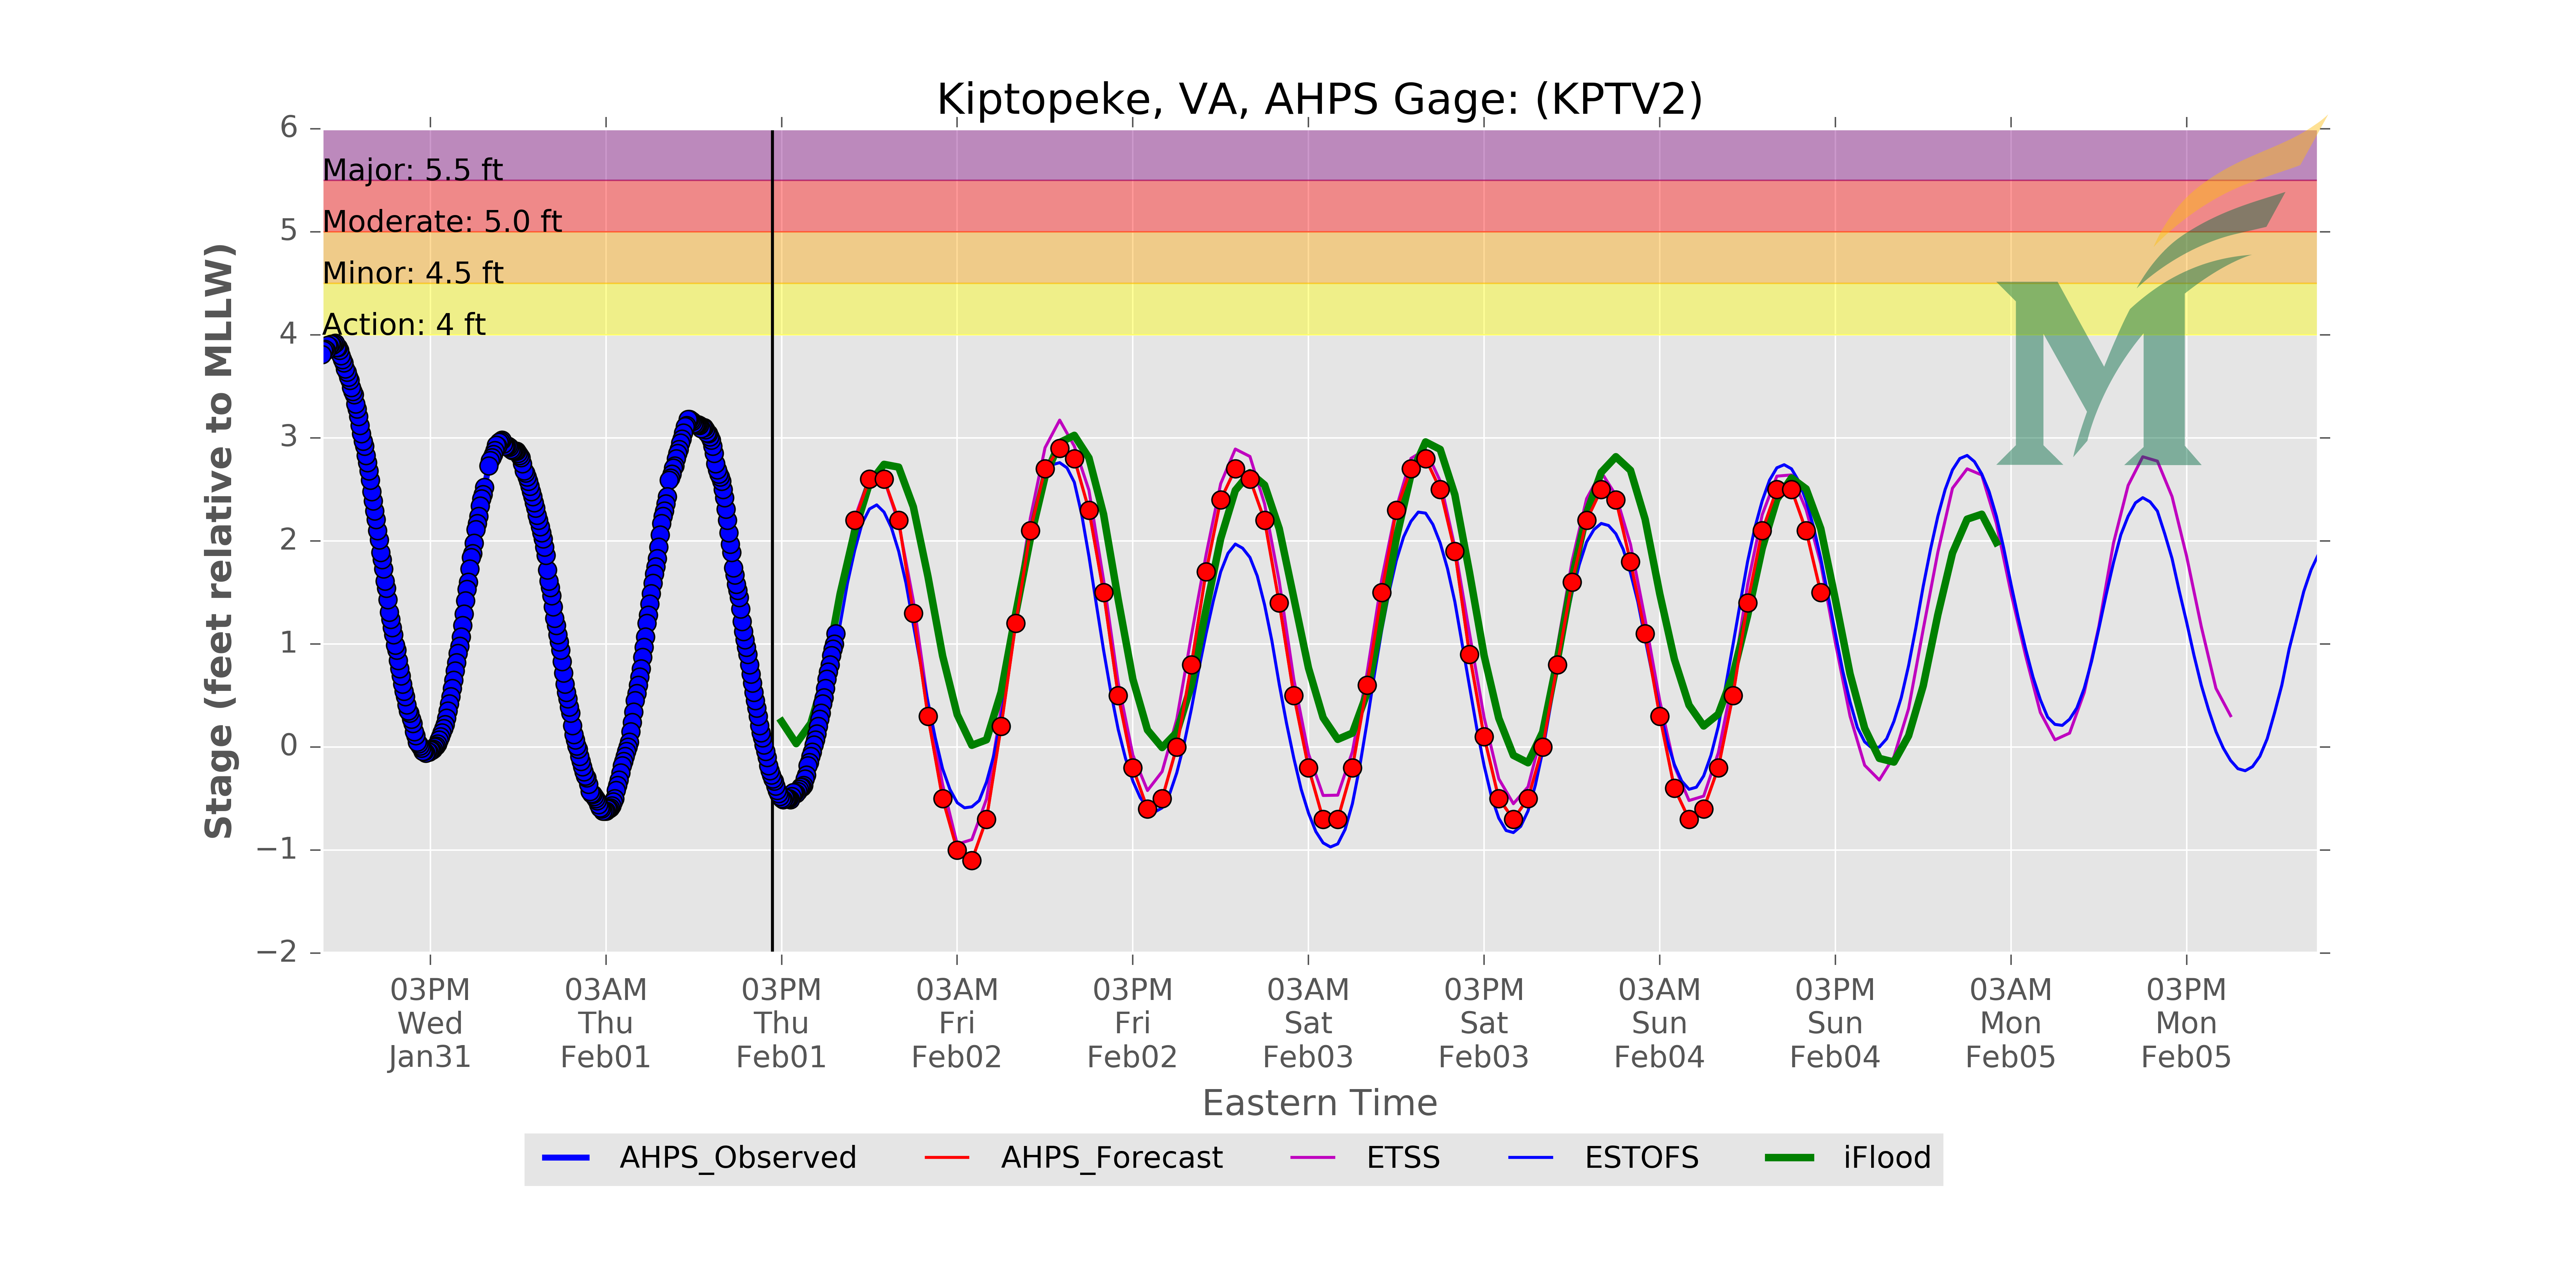 Kiptopeke, VA, AHPS Gage: (KPTV2)
6
5
4
3
2
1
0
−1
−2
Stage (feet relative to MLLW)
Major: 5.5 ft
Moderate: 5.0 ft
Minor: 4.5 ft
Action: 4 ft
M
03PM
Wed
Jan31
03AM
Thu
Feb01
03PM
Thu
Feb01
03AM
Fri
Feb02
03PM
Fri
Feb02
03AM
Sat
Feb03
03PM
Sat
Feb03
03AM
Sun
Feb04
03PM
Sun
Feb04
03AM
Mon
Feb05
03PM
Mon
Feb05
Eastern Time
AHPS_Observed AHPS_Forecast ETSS ESTOFS iFlood